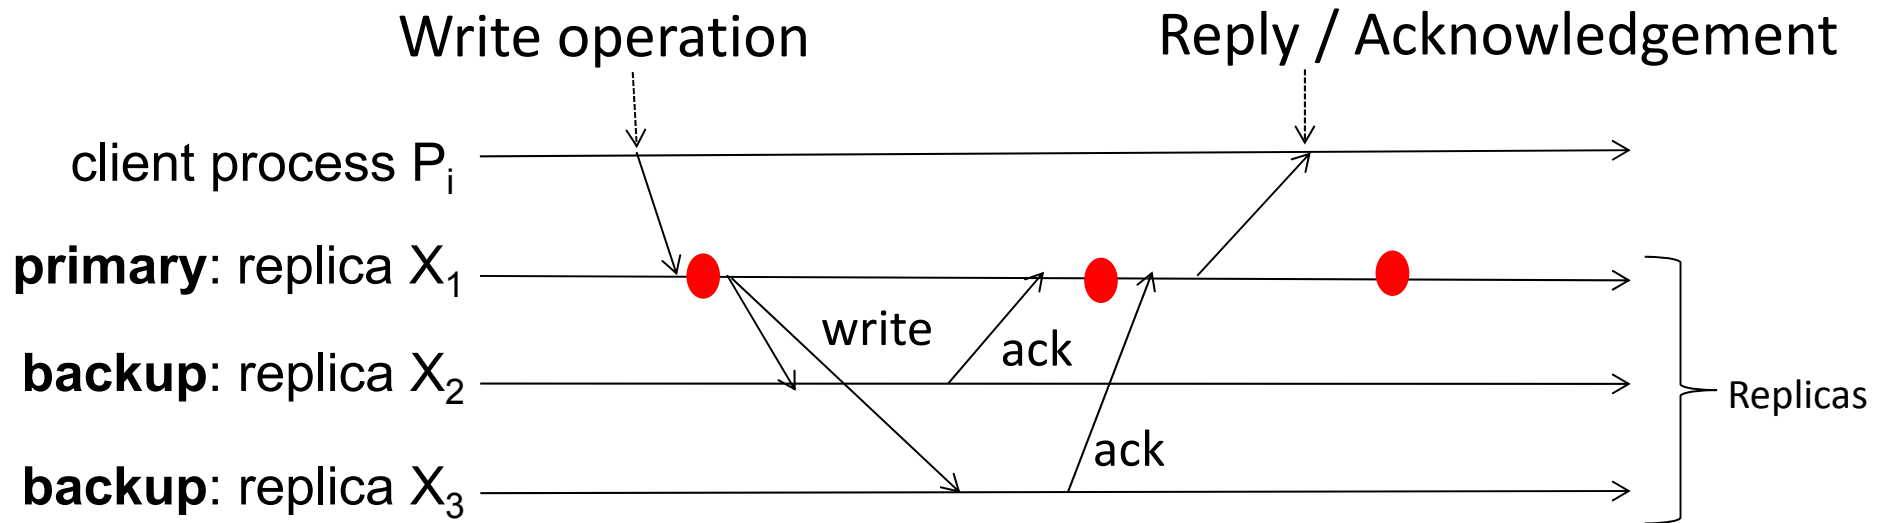 Write operation
Reply / Acknowledgement
client process Pi
primary: replica X1
write
ack
backup: replica X2
Replicas
ack
backup: replica X3